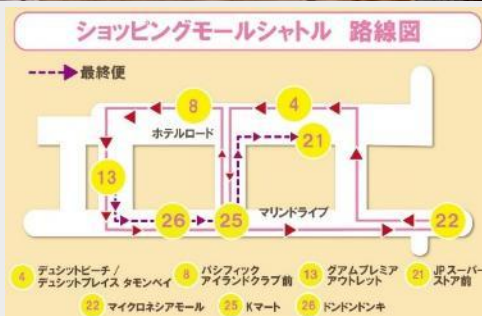 ショッピングモールシャトル 路線図
最終便
8
4
ホテルロード
21
13
26
25
マリンドライブ
22
4 デュシットビーチ /
デュシットプレイス タモンベイ
8 パシフィック
アイランドクラブ前
13 グアムプレミア
アウトレット
21 JPスーパー
ストア前
22 マイクロネシアモール
25 Kマート
26 ドンドンドンキ